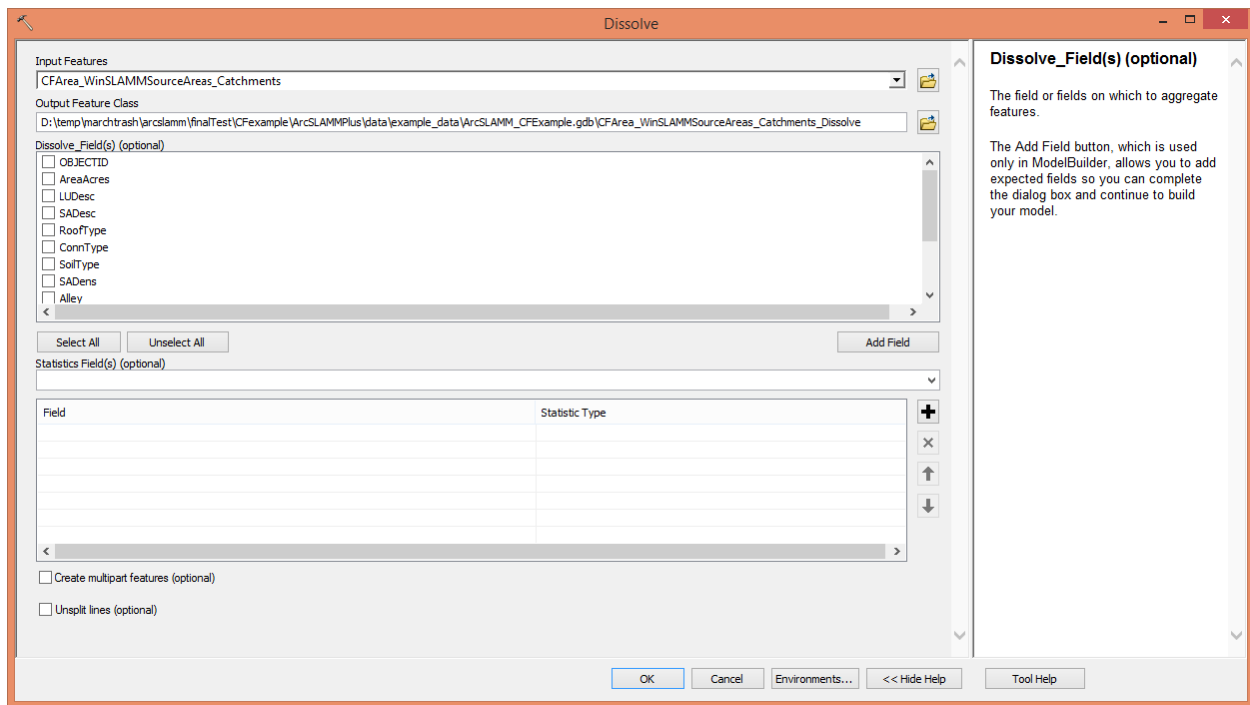 Dissolve
Input Features
CFArea_WinSLAMMSourceAreas_Catchments
Output Feature Class
D:\temp\marchtrash\arcslamm\finalTest\CFexample\ArcSLAMMPlus\data\example_data\ArcSLAMM_CFExample.gdb\CFArea_WinSLAMMSourceAreas_Catchments_Dissolve
Dissolve_Field(s) (optional)
OBJECTID
AreaAcres
LUDesc
SADesc
RoofType
ConnType
SoilType
SADens
Alley
Select All
Unselect All
Add Field
Statistics Field(s) (optional)
Field
Statistic Type
Create multipart features (optional)
Unsplit lines (optional)
OK
Cancel
Environments...
<< Hide Help
Tool Help
Dissolve_Field(s) (optional)
The field or fields on which to aggregate
features.
The Add Field button, which is used
only in ModelBuilder, allows you to add
expected fields so you can complete
the dialog box and continue to build
your model.